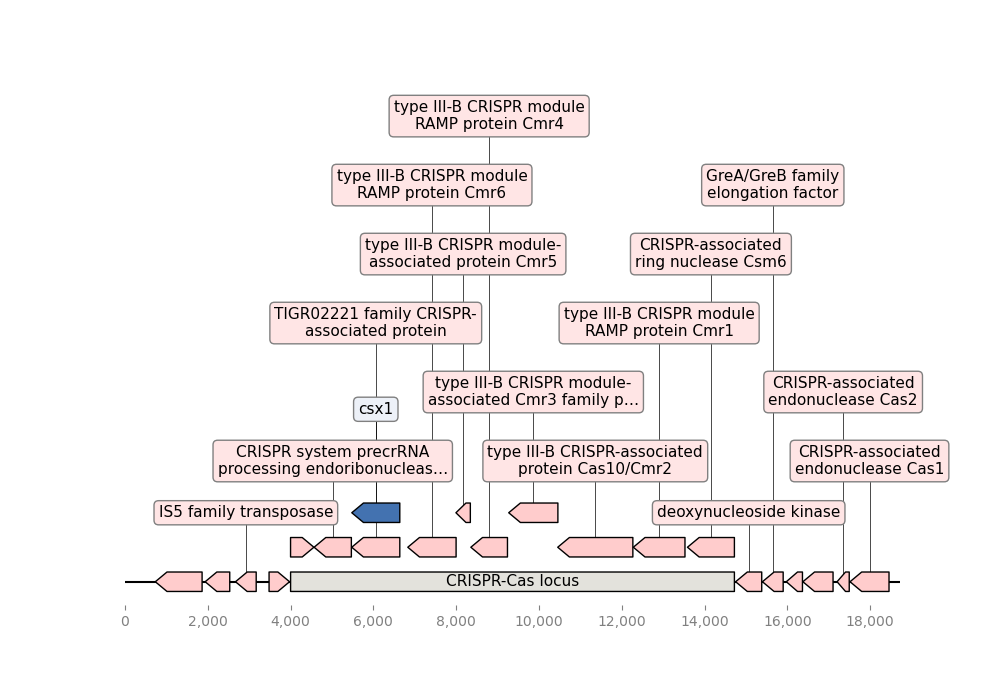 type III-B CRISPR module
RAMP protein Cmr4
type III-B CRISPR module
RAMP protein Cmr6
GreA/GreB family
elongation factor
type III-B CRISPR module-
associated protein Cmr5
CRISPR-associated
ring nuclease Csm6
TIGR02221 family CRISPR-
associated protein
type III-B CRISPR module
RAMP protein Cmr1
type III-B CRISPR module-
associated Cmr3 family p…
CRISPR-associated
endonuclease Cas2
csx1
CRISPR system precrRNA
processing endoribonucleas…
type III-B CRISPR-associated
protein Cas10/Cmr2
CRISPR-associated
endonuclease Cas1
IS5 family transposase
deoxynucleoside kinase
CRISPR-Cas locus
0 2,000 4,000 6,000 8,000 10,000 12,000 14,000 16,000 18,000